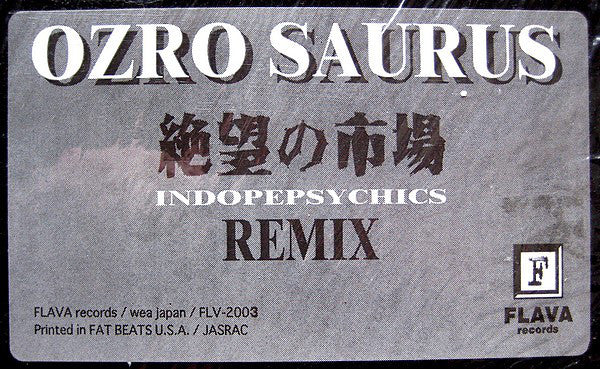 OZRO SAURUS
絶望の市場
INDOPEPSYCHICS
REMIX
F
FLAVA
records
FLAVA records / wea japan / FLV-2003
Printed in FAT BEATS U.S.A. / JASRAC